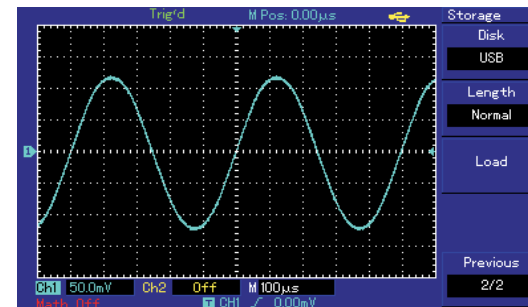 Trig'd M Pos: 0.00μs Storage
Disk
USB
Length
Normal
1
Load
Previous
2/2
Ch1 50.0mV Ch2 Off M 100μs
Math Off T CH1 0.00mV